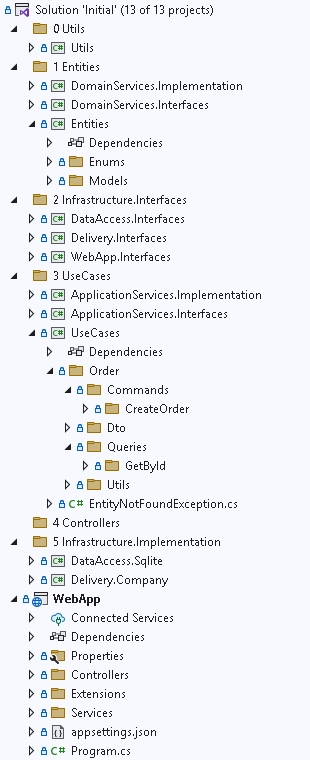 Solution 'Initial' (13 of 13 projects)
0 Utils
C# Utils
1 Entities
C# DomainServices.Implementation
C# DomainServices.Interfaces
C# Entities
Dependencies
Enums
Models
2 Infrastructure.Interfaces
C# DataAccess.Interfaces
C# Delivery.Interfaces
C# WebApp.Interfaces
3 UseCases
C# ApplicationServices.Implementation
C# ApplicationServices.Interfaces
C# UseCases
Dependencies
Order
Commands
CreateOrder
Dto
Queries
GetById
Utils
C# EntityNotFoundException.cs
4 Controllers
5 Infrastructure.Implementation
C# DataAccess.Sqlite
C# Delivery.Company
WebApp
Connected Services
Dependencies
Properties
Controllers
Extensions
Services
appsettings.json
C# Program.cs